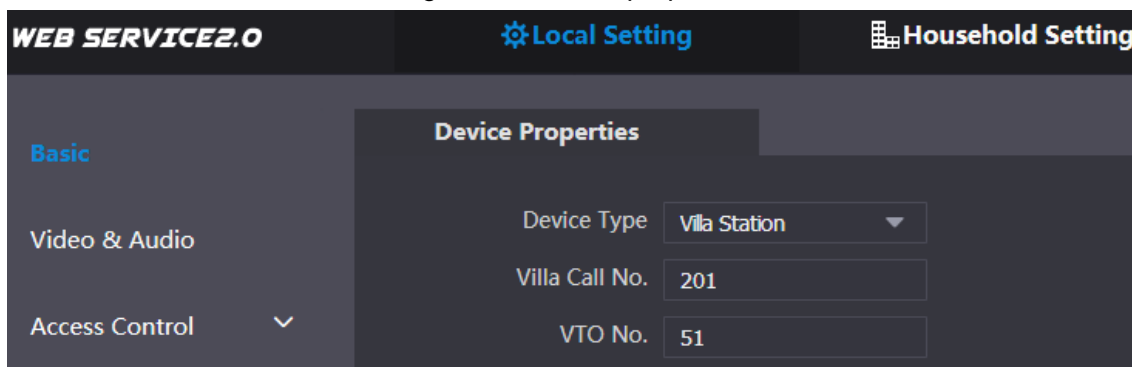 WEB SERVICE2.0 Local Setting Household Setting
Device Properties
Basic
Device Type Villa Station
Video & Audio
Villa Call No. 201
Access Control
VTO No. 51